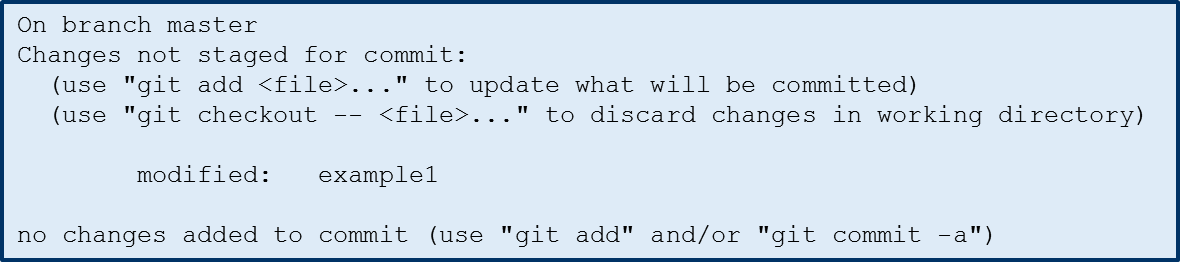 On branch master
Changes not staged for commit:
  (use "git add <file>..." to update what will be committed)
  (use "git checkout -- <file>..." to discard changes in working directory)

        modified:   example1

no changes added to commit (use "git add" and/or "git commit –a")